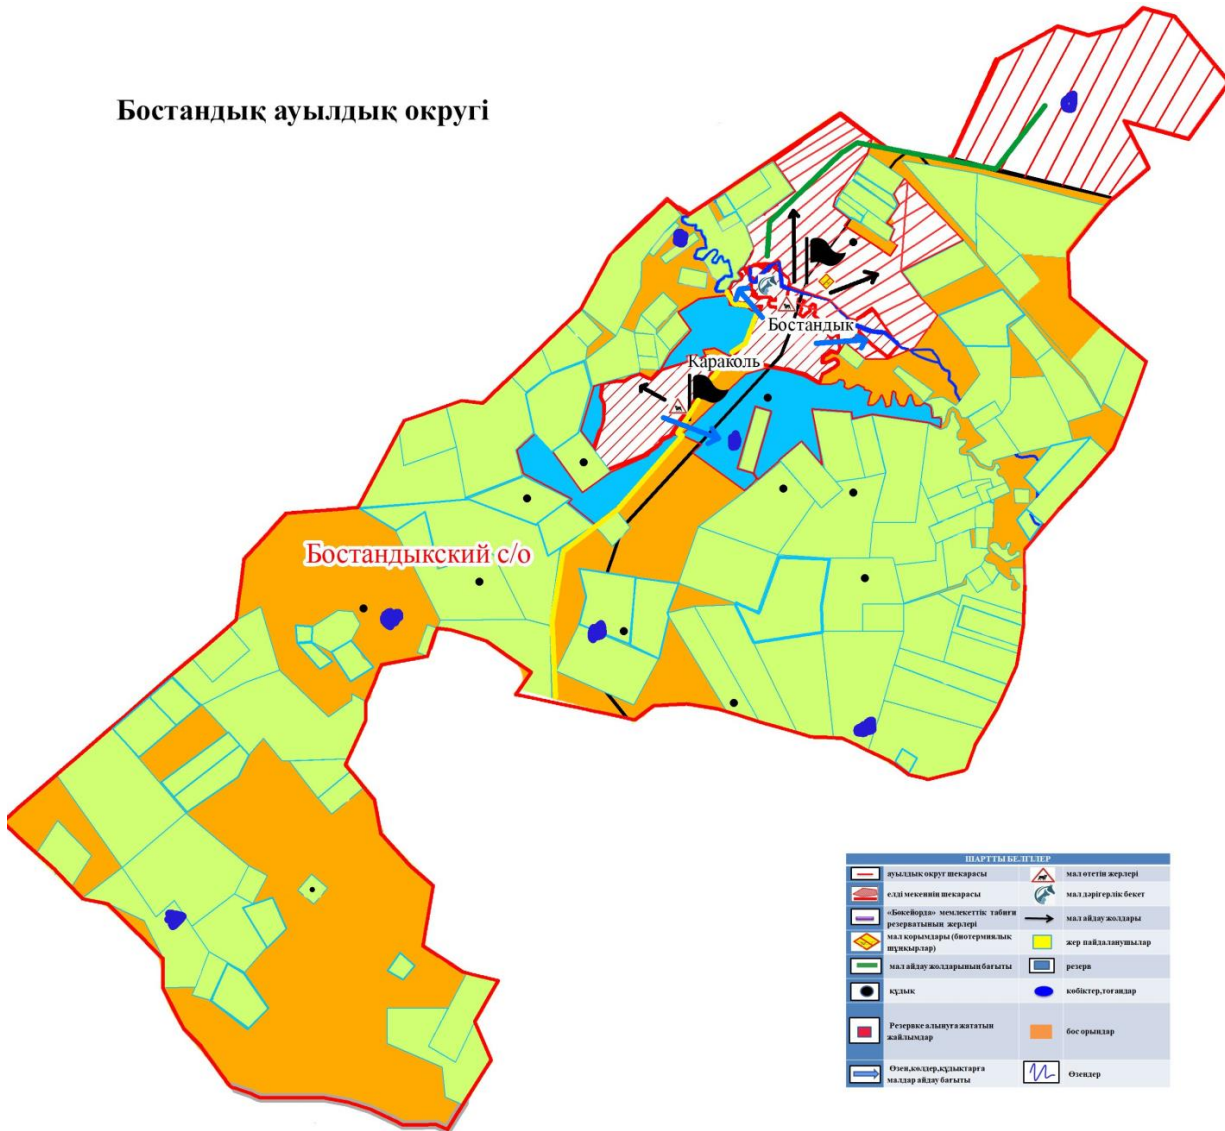 Бостандық ауылдық округі
Бостандык
Караколь
Бостандыкский с/о
ШАРТТЫ БЕЛГІЛЕР
ауылдық округ шекарасы
мал өтетін жерлері
елді мекеннің шекарасы
мал дәрігерлік бекет
«Бөкейорда» мемлекеттік табиғи
резерватының жерлері
мал айдау жолдары
мал қорымдары (биотермиялық
шұңқырлар)
жер пайдаланушылар
мал айдау жолдарының бағыты
резерв
құдық
көбіктер,тоғандар
Резервке алынуға жататын
жайылымдар
бос орындар
Өзен,көлдер,құдықтарға
малдар айдау бағыты
Өзендер